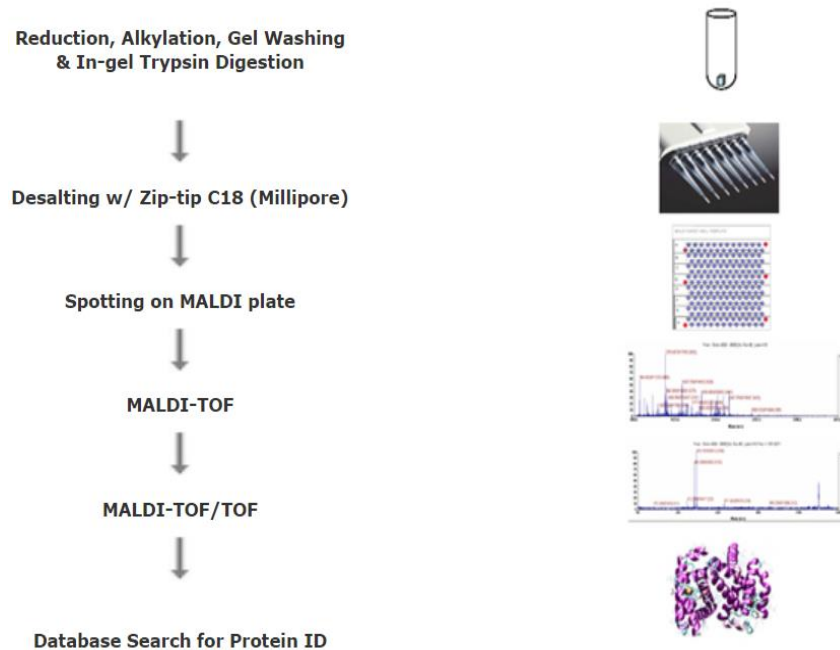 Reduction, Alkylation, Gel Washing
& In-gel Trypsin Digestion
Desalting w/ Zip-tip C18 (Millipore)
Spotting on MALDI plate
MALDI-TOF
MALDI-TOF/TOF
Database Search for Protein ID